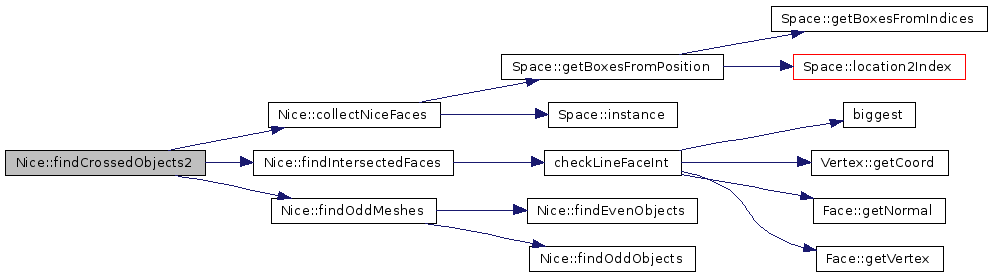 Space::getBoxesFromIndices
Space::getBoxesFromPosition
Space::location2Index
Nice::collectNiceFaces
Space::instance
biggest
Nice::findCrossedObjects2
Nice::findIntersectedFaces
checkLineFaceInt
Vertex::getCoord
Nice::findOddMeshes
Nice::findEvenObjects
Face::getNormal
Nice::findOddObjects
Face::getVertex